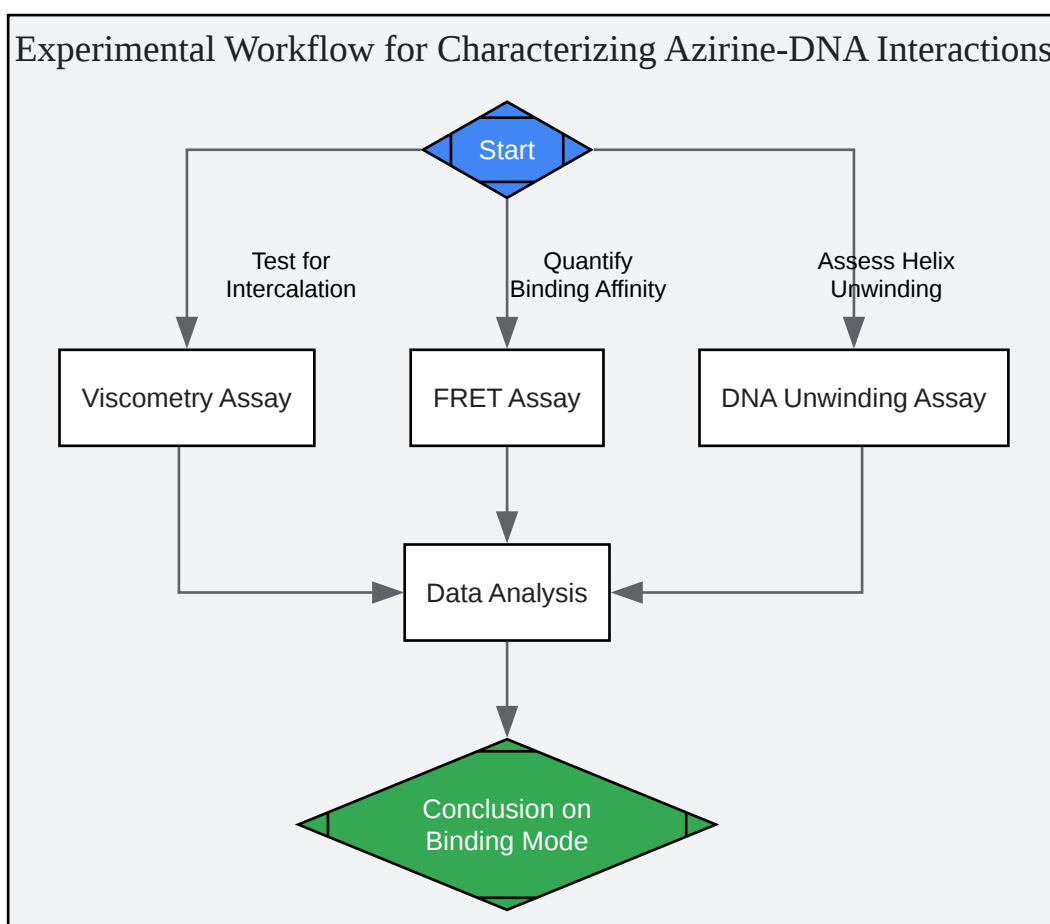 Experimental Workflow for Characterizing Azirine-DNA Interactions
Start
Test for
Intercalation
Quantify
Binding Affinity
Assess Helix
Unwinding
Viscometry Assay
FRET Assay
DNA Unwinding Assay
Data Analysis
Conclusion on
Binding Mode